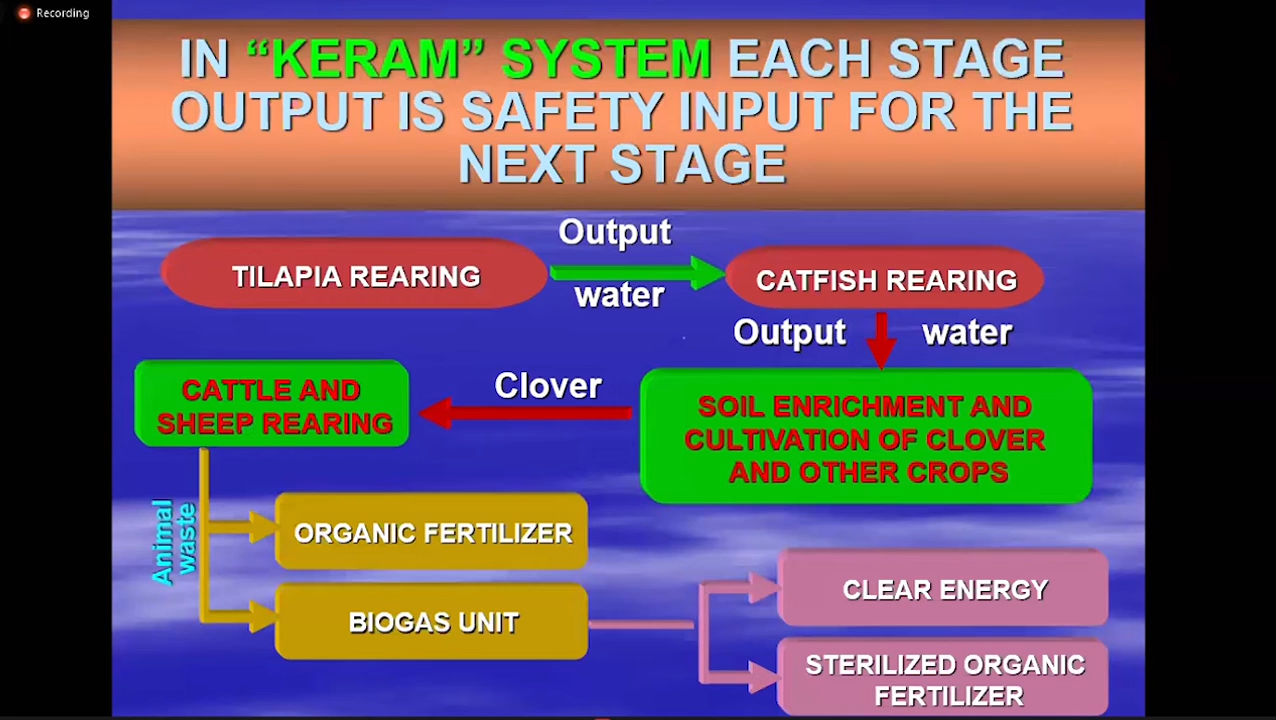 Recording
IN “KERAM” SYSTEM EACH STAGE
OUTPUT IS SAFETY INPUT FOR THE
NEXT STAGE
Output
TILAPIA REARING
water
CATFISH REARING
Output water
CATTLE AND
SHEEP REARING
Clover
SOIL ENRICHMENT AND
CULTIVATION OF CLOVER
AND OTHER CROPS
Animal
waste
ORGANIC FERTILIZER
BIOGAS UNIT
CLEAR ENERGY
STERILIZED ORGANIC
FERTILIZER